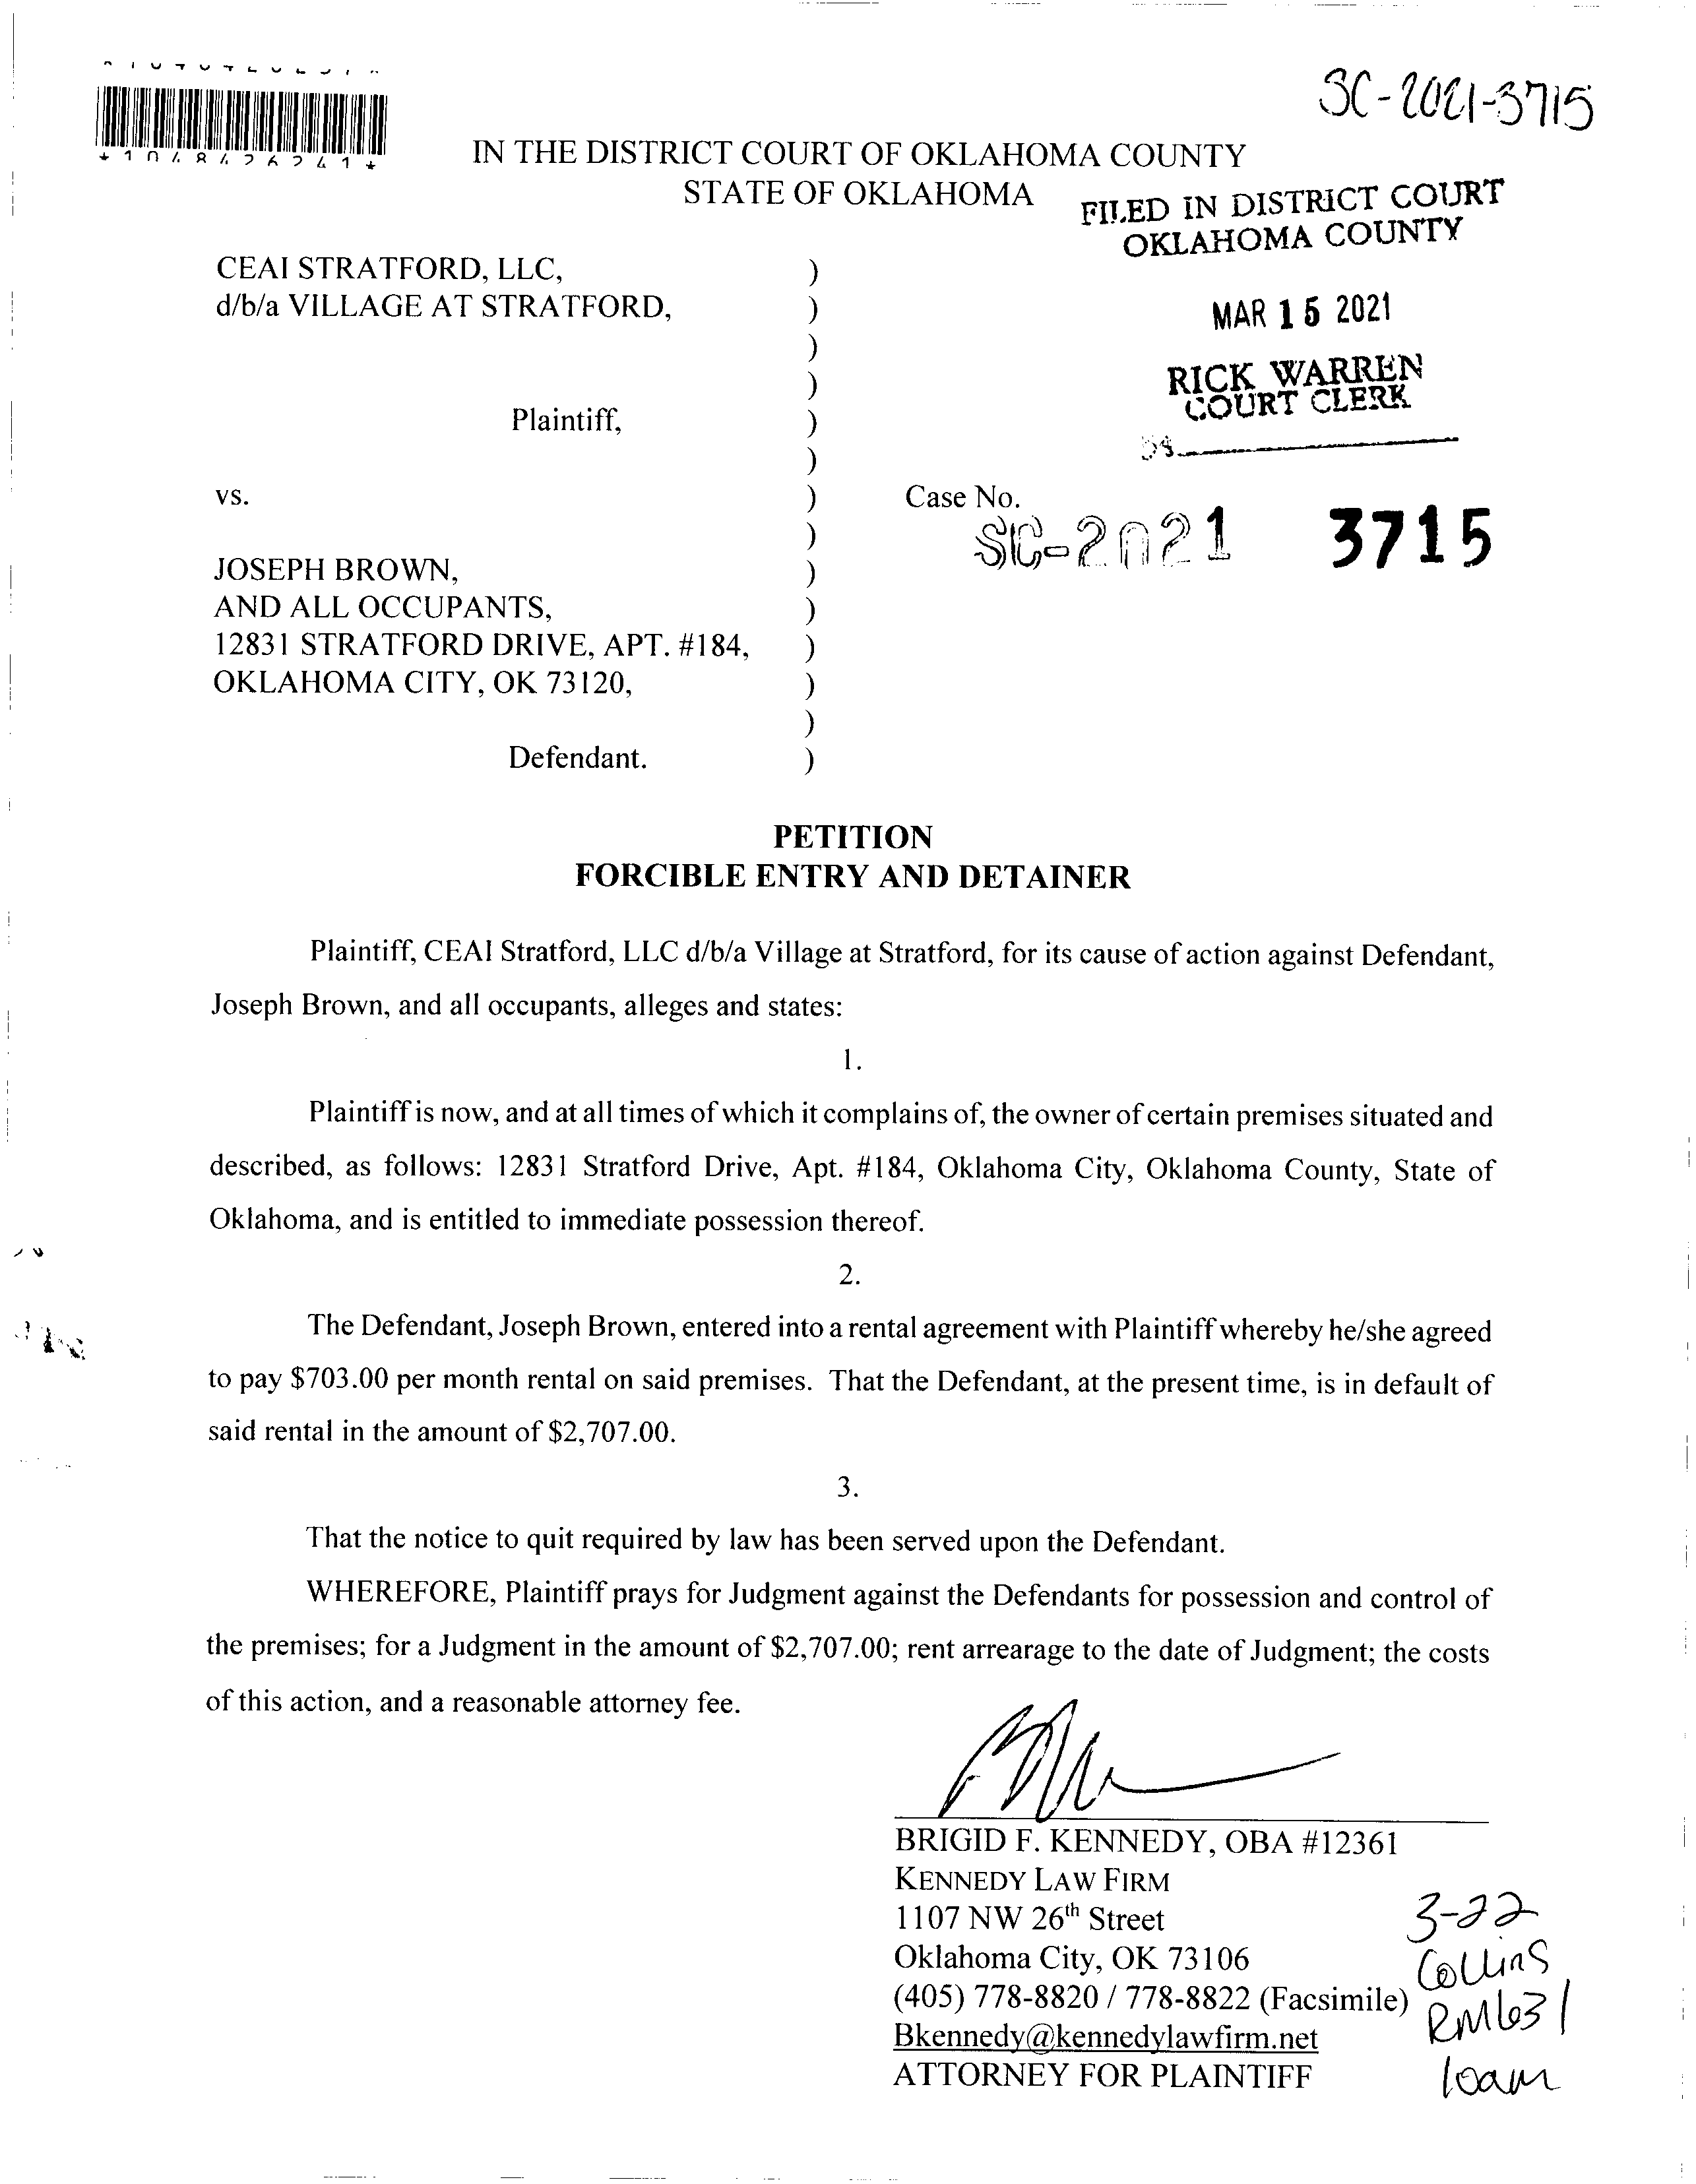 SC-2021-3715
*1048426241*
IN THE DISTRICT COURT OF OKLAHOMA COUNTY
STATE OF OKLAHOMA
FILED IN DISTRICT COURT
OKLAHOMA COUNTY
CEAI STRATFORD, LLC, )
d/b/a VILLAGE AT STRATFORD, )
MAR 15 2021
)
)
RICK WARREN
COURT CLERK
Plaintiff, )
)
vs. ) Case No.
SC-2021 3715
)
JOSEPH BROWN, )
AND ALL OCCUPANTS, )
12831 STRATFORD DRIVE, APT. #184, )
OKLAHOMA CITY, OK 73120, )
)
Defendant. )
PETITION
FORCIBLE ENTRY AND DETAINER
Plaintiff, CEAI Stratford, LLC d/b/a Village at Stratford, for its cause of action against Defendant,
Joseph Brown, and all occupants, alleges and states:
1.
Plaintiff is now, and at all times of which it complains of, the owner of certain premises situated and
described, as follows: 12831 Stratford Drive, Apt. #184, Oklahoma City, Oklahoma County, State of
Oklahoma, and is entitled to immediate possession thereof.
2.
The Defendant, Joseph Brown, entered into a rental agreement with Plaintiff whereby he/she agreed
to pay $703.00 per month rental on said premises. That the Defendant, at the present time, is in default of
said rental in the amount of $2,707.00.
3.
That the notice to quit required by law has been served upon the Defendant.
WHEREFORE, Plaintiff prays for Judgment against the Defendants for possession and control of
the premises; for a Judgment in the amount of $2,707.00; rent arrearage to the date of Judgment; the costs
of this action, and a reasonable attorney fee.
BRIGID F. KENNEDY, OBA #12361
KENNEDY LAW FIRM
1107 NW 26th Street
Oklahoma City, OK 73106
(405) 778-8820 / 778-8822 (Facsimile)
Bkennedy@kennedylawfirm.net
ATTORNEY FOR PLAINTIFF
3-22
Collins
RM631
10am